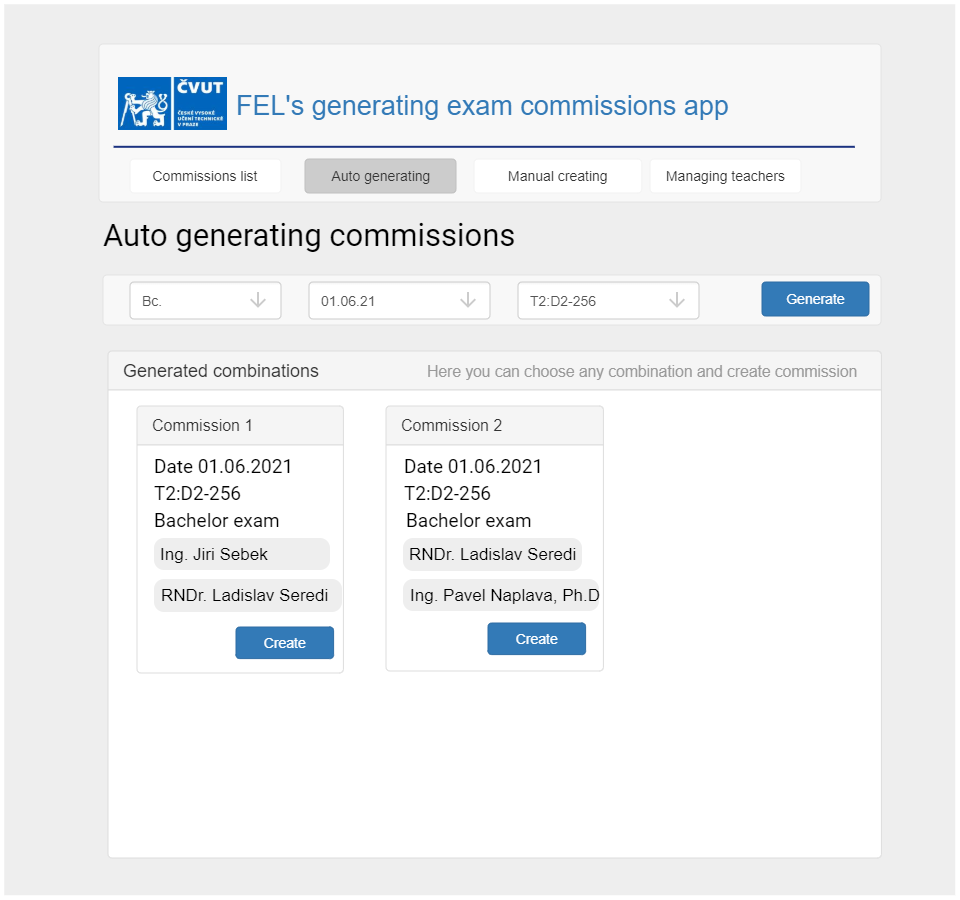 ČVUT
ČESKÉ VYSOKÉ
UČENÍ TECHNICKÉ
V PRAZE
FEL's generating exam commissions app
Commissions list
Auto generating
Manual creating
Managing teachers
Auto generating commissions
Bc.
01.06.21
T2:D2-256
Generate
Generated combinations
Here you can choose any combination and create commission
Commission 1
Date 01.06.2021
T2:D2-256
Bachelor exam
Ing. Jiri Sebek
RNDr. Ladislav Seredi
Create
Commission 2
Date 01.06.2021
T2:D2-256
Bachelor exam
RNDr. Ladislav Seredi
Ing. Pavel Naplava, Ph.D
Create